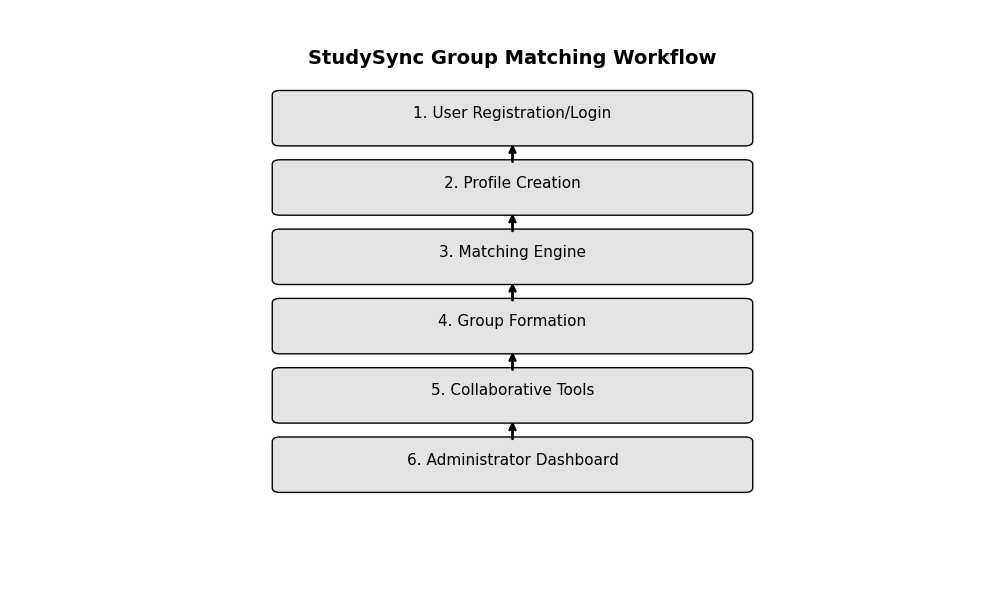 StudySync Group Matching Workflow
1. User Registration/Login
2. Profile Creation
3. Matching Engine
4. Group Formation
5. Collaborative Tools
6. Administrator Dashboard